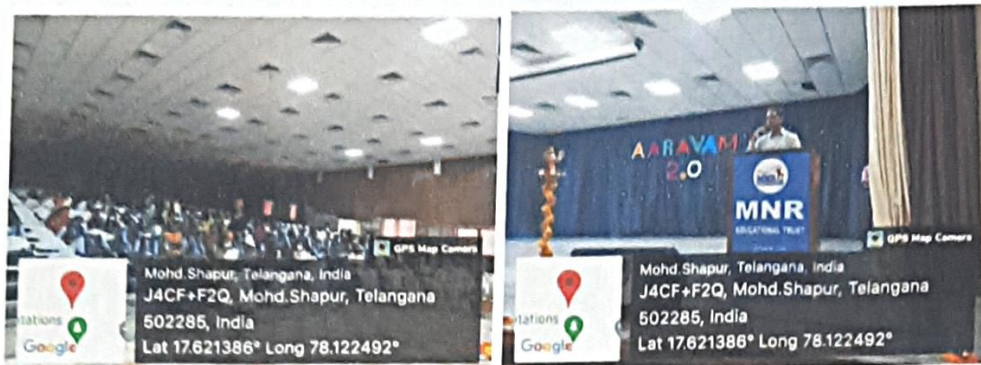 GPS Map Camera
Mohd.Shapur, Telangana, India
J4CF+F2Q, Mohd.Shapur, Telangana
502285, India
Lat 17.621386° Long 78.122492°
tations
Google
AARAVAM
2.0
MNR
EDUCATIONAL TRUST
GPS Map Camera
Mohd.Shapur, Telangana, India
J4CF+F2Q, Mohd.Shapur, Telangana
502285, India
Lat 17.621386° Long 78.122492°
tations
Google